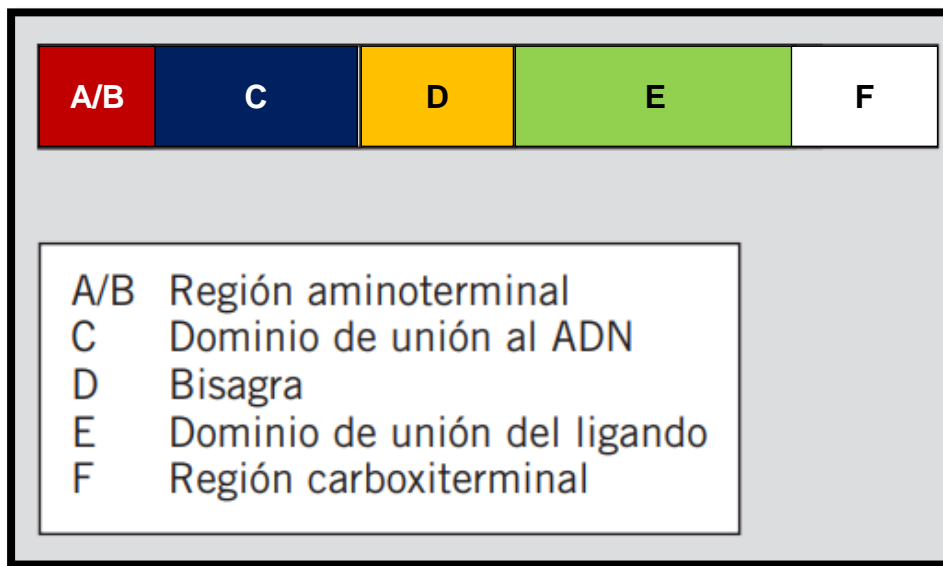 A/B C D E F
A/B Región aminoterminal
C Dominio de unión al ADN
D Bisagra
E Dominio de unión del ligando
F Región carboxiterminal